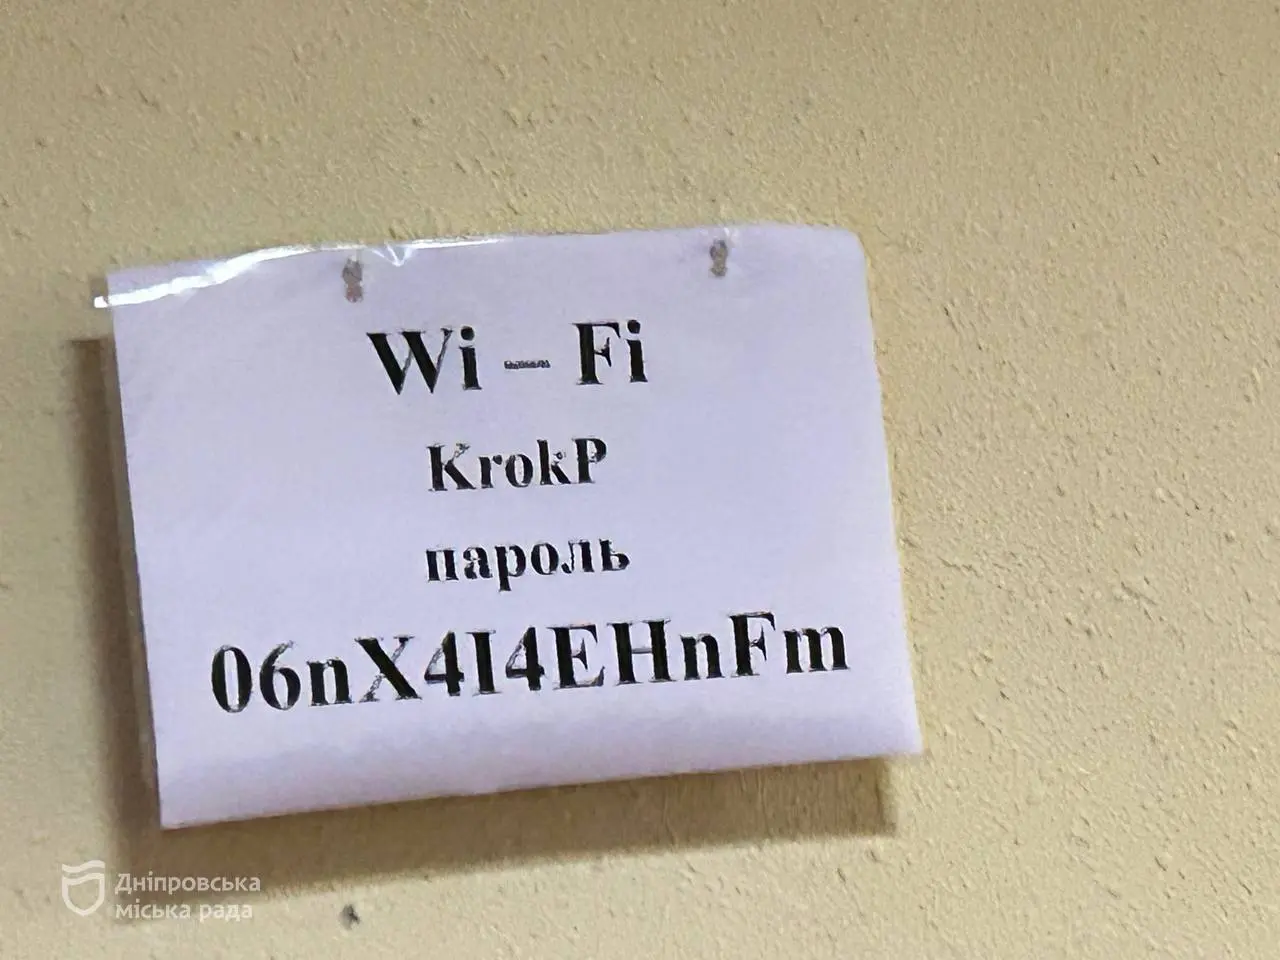 Wi – Fi
KrokP
пароль
06nX4I4EHnFm
Дніпровська
міська рада